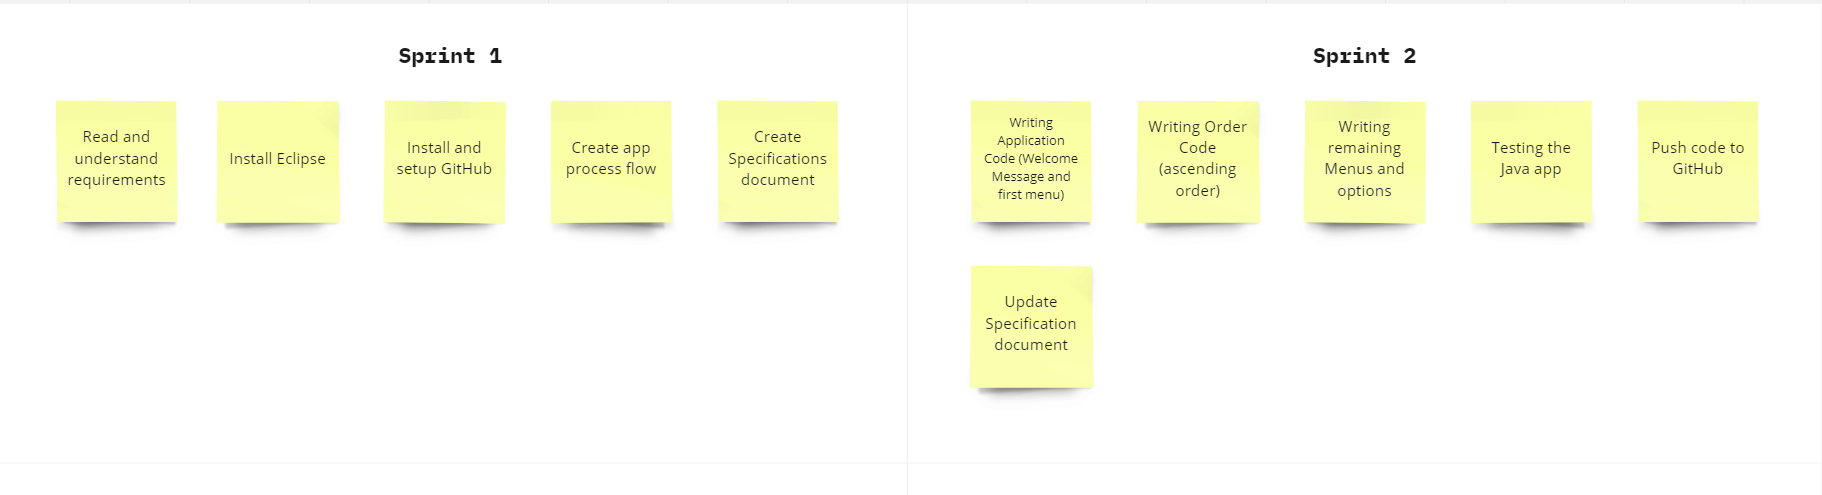 Sprint 1
Read and
understand
requirements
Install Eclipse
Install and
setup GitHub
Create app
process flow
Create
Specifications
document
Sprint 2
Writing
Application
Code (Welcome
Message and
first menu)
Writing Order
Code
(ascending
order)
Writing
remaining
Menus and
options
Testing the
Java app
Push code to
GitHub
Update
Specification
document